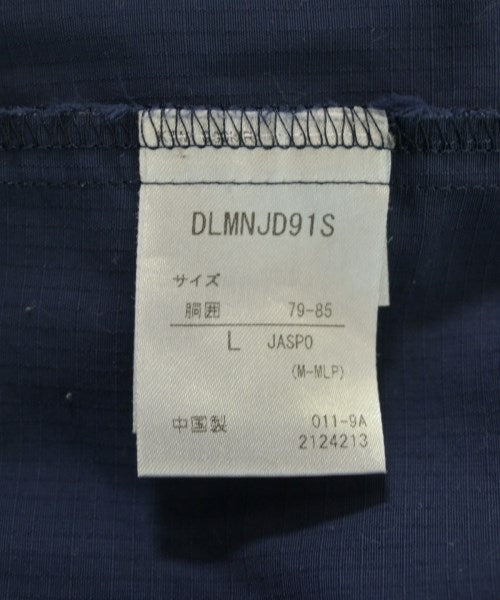 DLMNJD91S
サイズ
胴囲 79-85
L JASPO
(M-MLP)
中国製 011-9A
2124213